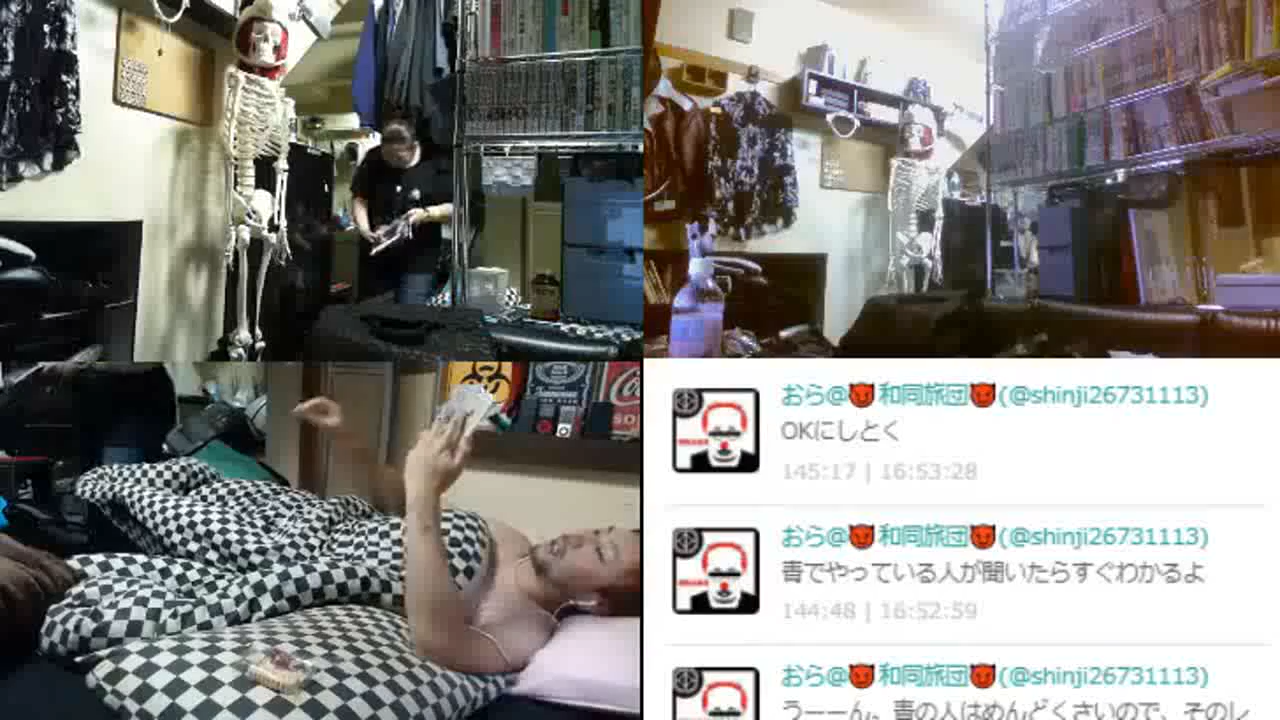 おら@👿和同旅団👿(@shinji26731113)
OKにしとく
145:17 | 16:53:28
おら@👿和同旅団👿(@shinji26731113)
青でやっている人が聞いたらすぐわかるよ
144:48 | 16:52:59
おら@👿和同旅団👿(@shinji26731113)
うーーん、青の人はめんどくさいので、そのし